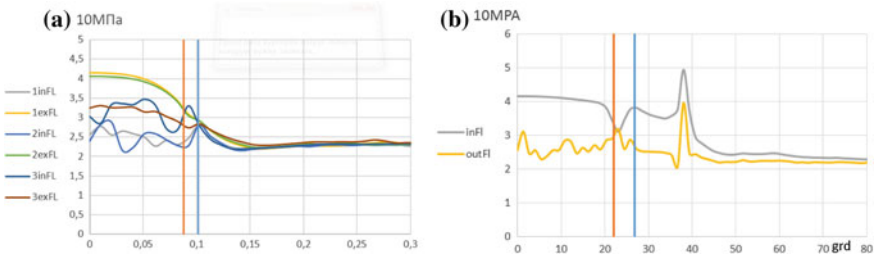 (a) 10МПа
5
4,5
4
3,5
3
2,5
2
1,5
1
0,5
0
0 0,05 0,1 0,15 0,2 0,25 0,3
1inFL
1exFL
2inFL
2exFL
3inFL
3exFL
(b) 10MPA
6
5
4
3
2
1
0
0 10 20 30 40 50 60 70 grd 80
inFl
outFl